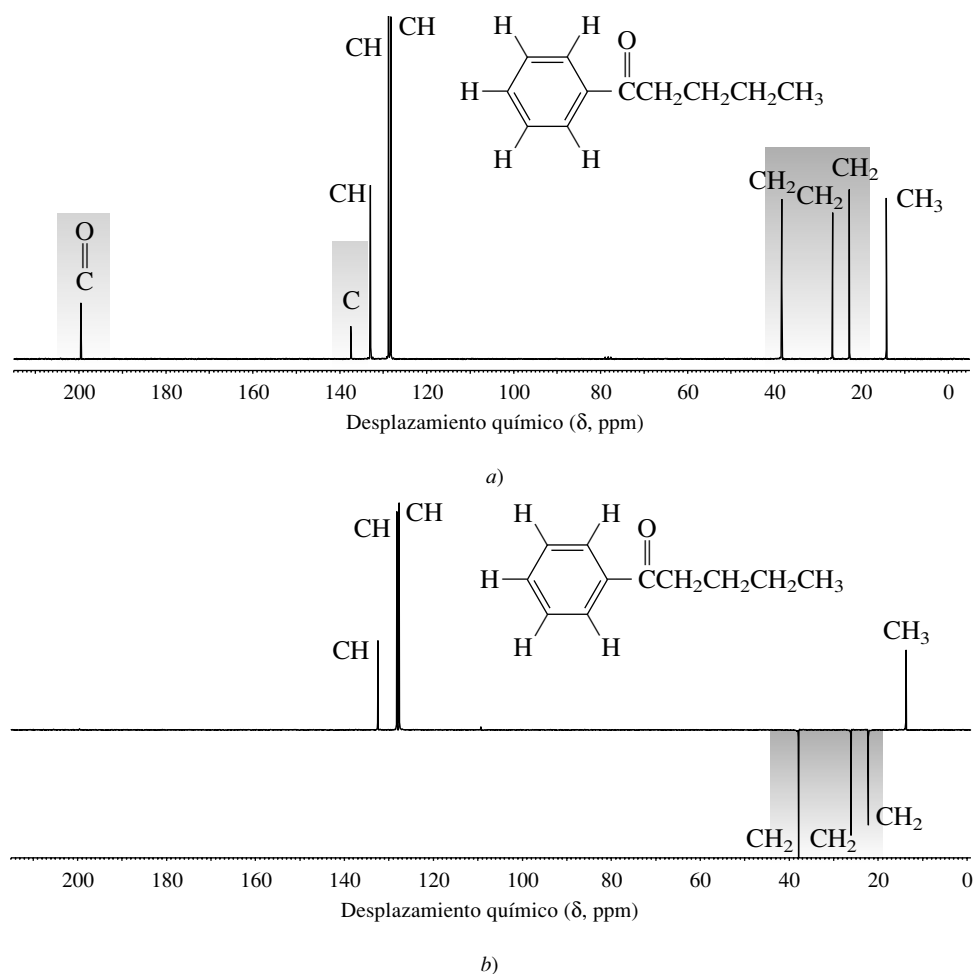 CH
CH
H
H
O
H
CCH₂CH₂CH₂CH₃
H
H
CH₂
CH₂
CH₂
CH₃
CH
O
C
C
200
180
160
140
120
100
80
60
40
20
0
Desplazamiento químico (δ, ppm)
a)
CH
CH
H
H
O
H
CCH₂CH₂CH₂CH₃
H
H
CH
CH₃
CH₂
CH₂
CH₂
200
180
160
140
120
100
80
60
40
20
0
Desplazamiento químico (δ, ppm)
b)